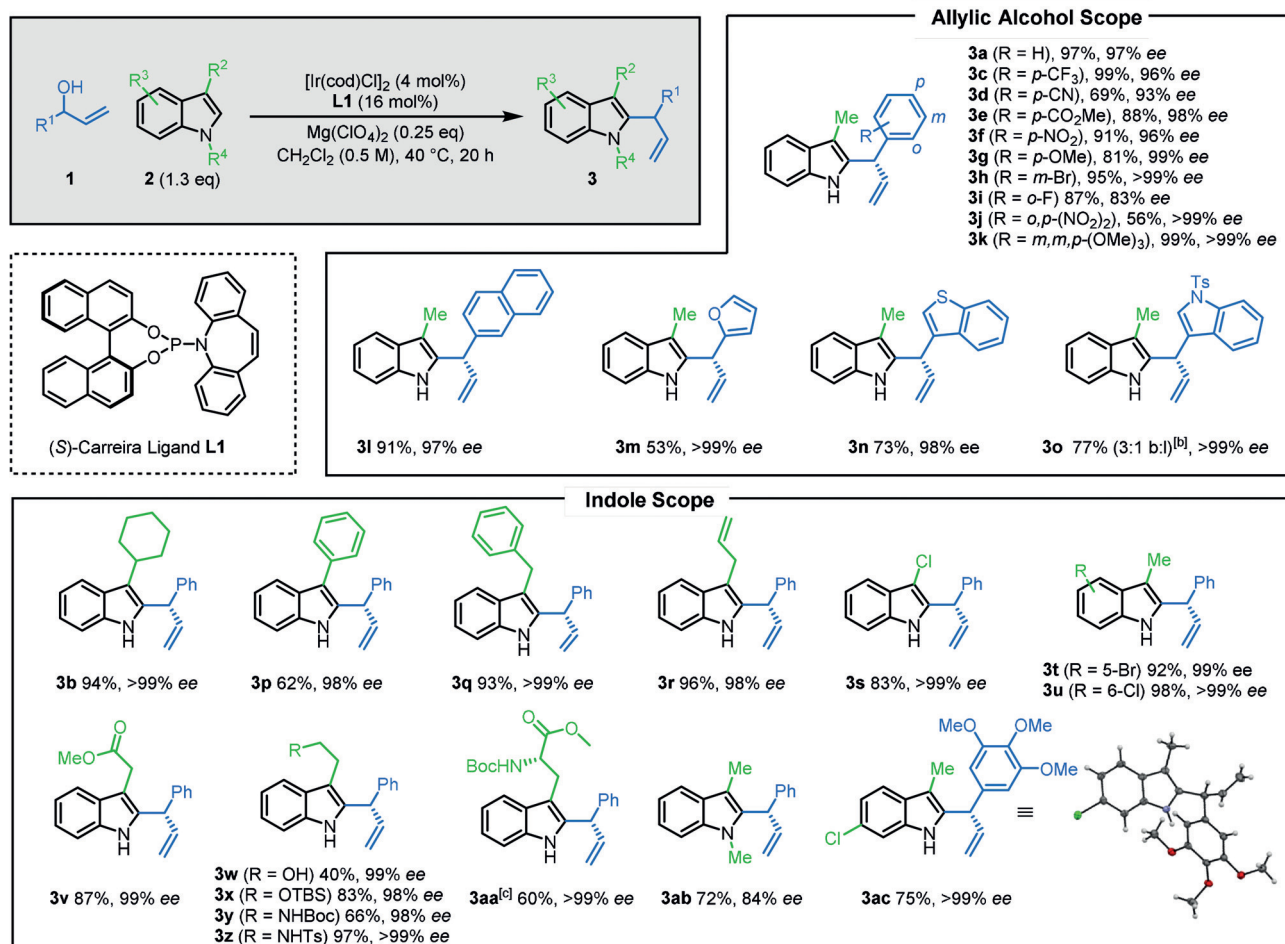 Allylic Alcohol Scope
OH
R¹
1
R³
R²
N
R⁴
2 (1.3 eq)
[Ir(cod)Cl]₂ (4 mol%)
L1 (16 mol%)
Mg(ClO₄)₂ (0.25 eq)
CH₂Cl₂ (0.5 M), 40 °C, 20 h
R³
R²
R¹
N
R⁴
3
Me
R
p
m
o
N
H
3a (R = H), 97%, 97% ee
3c (R = p-CF₃), 99%, 96% ee
3d (R = p-CN), 69%, 93% ee
3e (R = p-CO₂Me), 88%, 98% ee
3f (R = p-NO₂), 91%, 96% ee
3g (R = p-OMe), 81%, 99% ee
3h (R = m-Br), 95%, >99% ee
3i (R = o-F) 87%, 83% ee
3j (R = o,p-(NO₂)₂), 56%, >99% ee
3k (R = m,m,p-(OMe)₃), 99%, >99% ee
O
P
N
O
(S)-Carreira Ligand L1
Me
N
H
3l 91%, 97% ee
Me
O
N
H
3m 53%, >99% ee
Me
S
N
H
3n 73%, 98% ee
Me
Ts
N
N
H
3o 77% (3:1 b:l)[b], >99% ee
Indole Scope
Ph
N
H
3b 94%, >99% ee
Ph
N
H
3p 62%, 98% ee
Ph
N
H
3q 93%, >99% ee
Ph
N
H
3r 96%, 98% ee
Cl
Ph
N
H
3s 83%, >99% ee
R
Me
Ph
N
H
3t (R = 5-Br) 92%, 99% ee
3u (R = 6-Cl) 98%, >99% ee
O
MeO
Ph
N
H
3v 87%, 99% ee
R
Ph
N
H
3w (R = OH) 40%, 99% ee
3x (R = OTBS) 83%, 98% ee
3y (R = NHBoc) 66%, 98% ee
3z (R = NHTs) 97%, >99% ee
O
O
BocHN
Ph
N
H
3aa[c] 60%, >99% ee
Me
Ph
N
Me
3ab 72%, 84% ee
MeO
OMe
OMe
Me
Cl
N
H
≡
3ac 75%, >99% ee